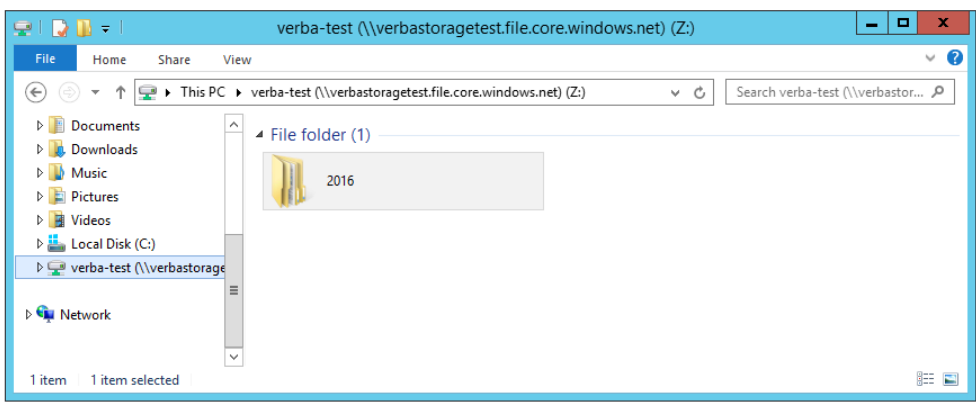 verba-test (\\verbastoragetest.file.core.windows.net) (Z:)
File Home Share View
This PC verba-test (\\verbastoragetest.file.core.windows.net) (Z:) Search verba-test (\\verbastor...
Documents
Downloads
Music
Pictures
Videos
Local Disk (C:)
verba-test (\\verbastorage
Network
File folder (1)
2016
1 item 1 item selected